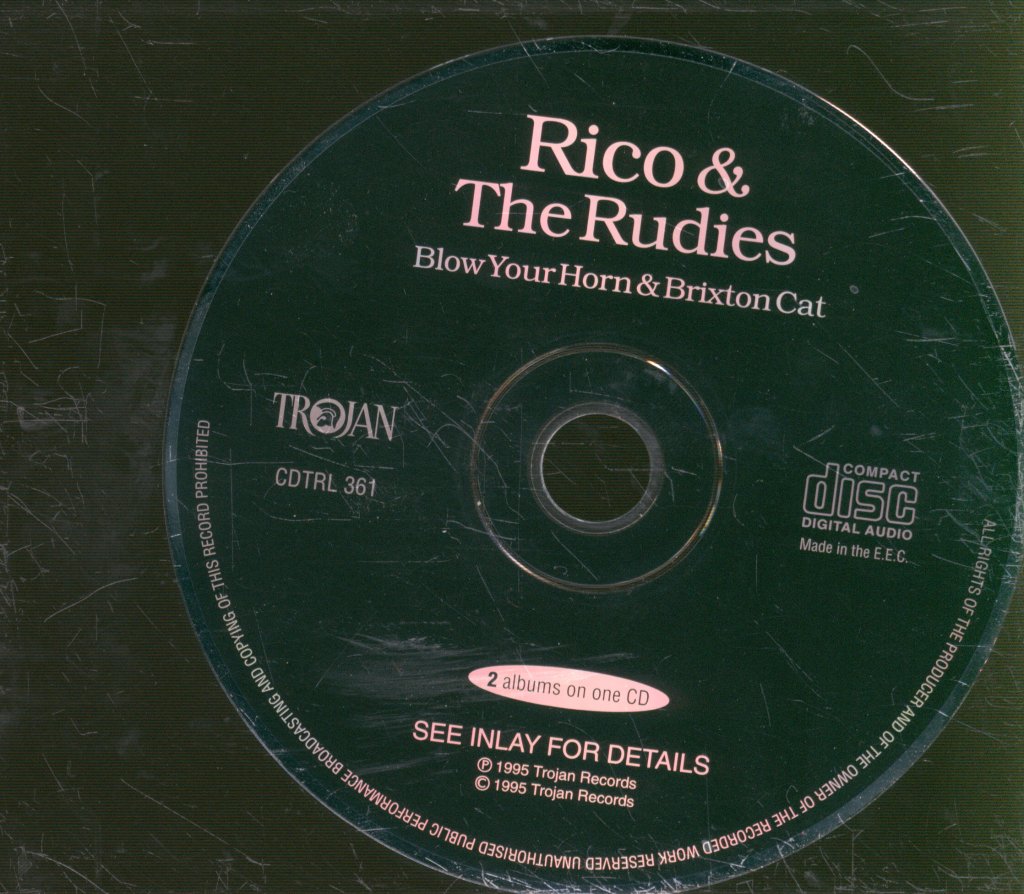 Rico &
The Rudies
Blow Your Horn & Brixton Cat
TROJAN
CDTRL 361
COMPACT
disc
DIGITAL AUDIO
Made in the E.E.C.
2 albums on one CD
SEE INLAY FOR DETAILS
℗ 1995 Trojan Records
© 1995 Trojan Records
ALL RIGHTS OF THE PRODUCER AND OF THE OWNER OF THE RECORDED WORK RESERVED UNAUTHORISED PUBLIC PERFORMANCE BROADCASTING AND COPYING OF THIS RECORD PROHIBITED